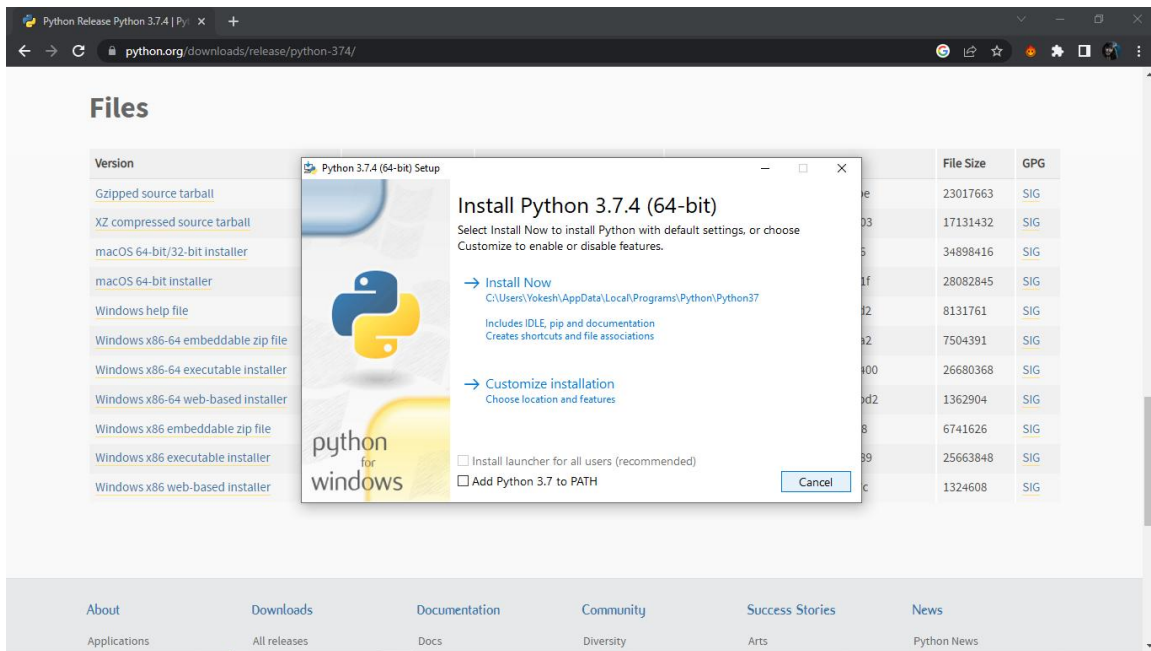 Python Release Python 3.7.4 | Pyt
python.org/downloads/release/python-374/
Files
Version
File Size
GPG
Gzipped source tarball
23017663
SIG
XZ compressed source tarball
17131432
SIG
macOS 64-bit/32-bit installer
34898416
SIG
macOS 64-bit installer
28082845
SIG
Windows help file
8131761
SIG
Windows x86-64 embeddable zip file
7504391
SIG
Windows x86-64 executable installer
400
26680368
SIG
Windows x86-64 web-based installer
1362904
SIG
Windows x86 embeddable zip file
6741626
SIG
Windows x86 executable installer
25663848
SIG
Windows x86 web-based installer
1324608
SIG
Python 3.7.4 (64-bit) Setup
Install Python 3.7.4 (64-bit)
Select Install Now to install Python with default settings, or choose
Customize to enable or disable features.
Install Now
C:\Users\Yokesh\AppData\Local\Programs\Python\Python37
Includes IDLE, pip and documentation
Creates shortcuts and file associations
Customize installation
Choose location and features
Install launcher for all users (recommended)
Add Python 3.7 to PATH
Cancel
python
for
windows
About
Downloads
Documentation
Community
Success Stories
News
Applications
All releases
Docs
Diversity
Arts
Python News